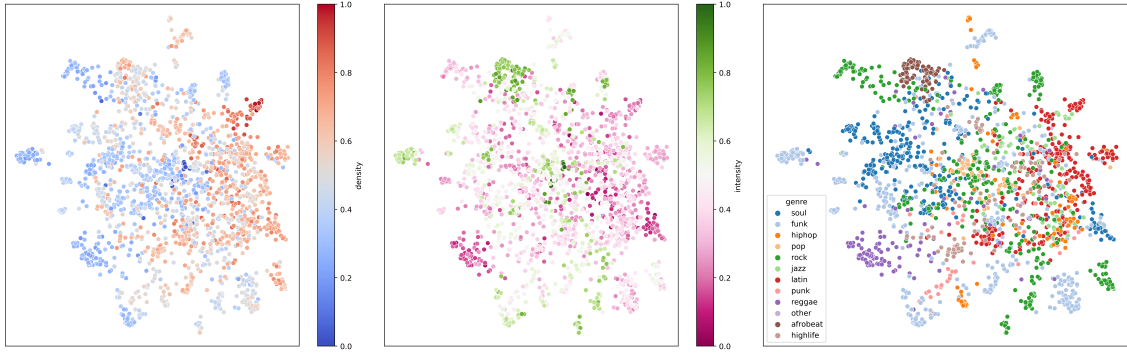 1.0
0.8
0.6
0.4
0.2
0.0
density
1.0
0.8
0.6
0.4
0.2
0.0
intensity
genre
soul
funk
hiphop
pop
rock
jazz
latin
punk
reggae
other
afrobeat
highlife